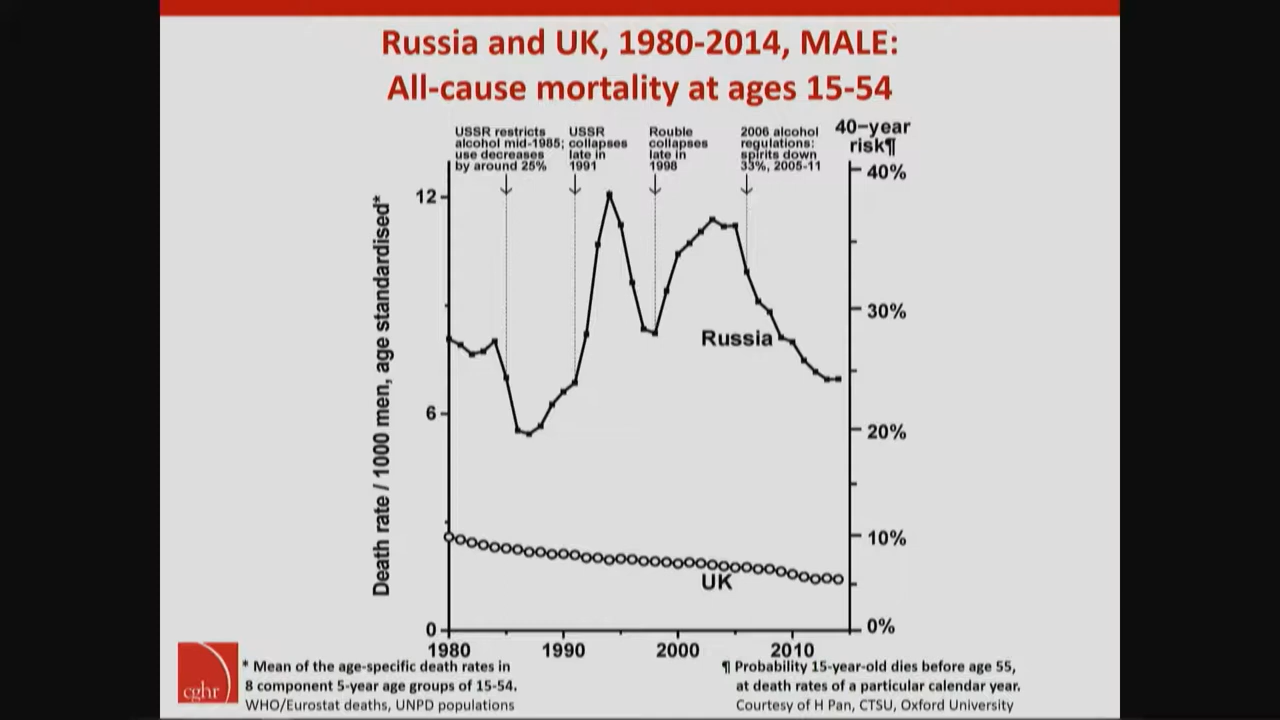 Russia and UK, 1980-2014, MALE:
All-cause mortality at ages 15-54
USSR restricts
alcohol mid-1985;
use decreases
by around 25%
USSR
collapses
late in
1991
Rouble
collapses
late in
1998
2006 alcohol
regulations:
spirits down
33%, 2005-11
40-year
risk¶
Death rate / 1000 men, age standardised*
12
6
0
40%
30%
20%
10%
0%
Russia
UK
1980
1990
2000
2010
* Mean of the age-specific death rates in
8 component 5-year age groups of 15-54.
WHO/Eurostat deaths, UNPD populations
¶ Probability 15-year-old dies before age 55,
at death rates of a particular calendar year.
Courtesy of H Pan, CTSU, Oxford University
cghr